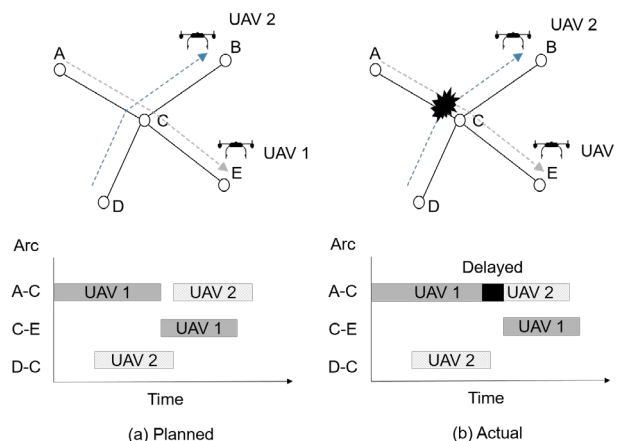 UAV 2
A
B
C
UAV 1
E
D
UAV 2
A
B
C
UAV
E
D
Arc
A-C
UAV 1
UAV 2
C-E
UAV 1
D-C
UAV 2
Time
(a) Planned
Arc
Delayed
A-C
UAV 1
UAV 2
C-E
UAV 1
D-C
UAV 2
Time
(b) Actual